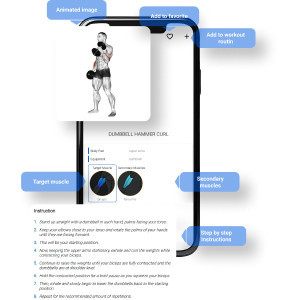 Animated image
Add to favorite
Add to workout
routin
DUMBBELL HAMMER CURL
Body Part
upper arms
Equipment
dumbbell
Target Muscle
Secondary Muscles
Biceps
forearms
Target muscle
Secondery
muscles
Instruction
1. Stand up straight with a dumbbell in each hand, palms facing your torso.
2. Keep your elbows close to your torso and rotate the palms of your hands
until they are facing forward.
3. This will be your starting position.
4. Now, keeping the upper arms stationary, exhale and curl the weights while
contracting your biceps.
5. Continue to raise the weights until your biceps are fully contracted and the
dumbbells are at shoulder level.
6. Hold the contracted position for a brief pause as you squeeze your biceps.
7. Then, inhale and slowly begin to lower the dumbbells back to the starting
position.
8. Repeat for the recommended amount of repetitions.
Step by step
instructions